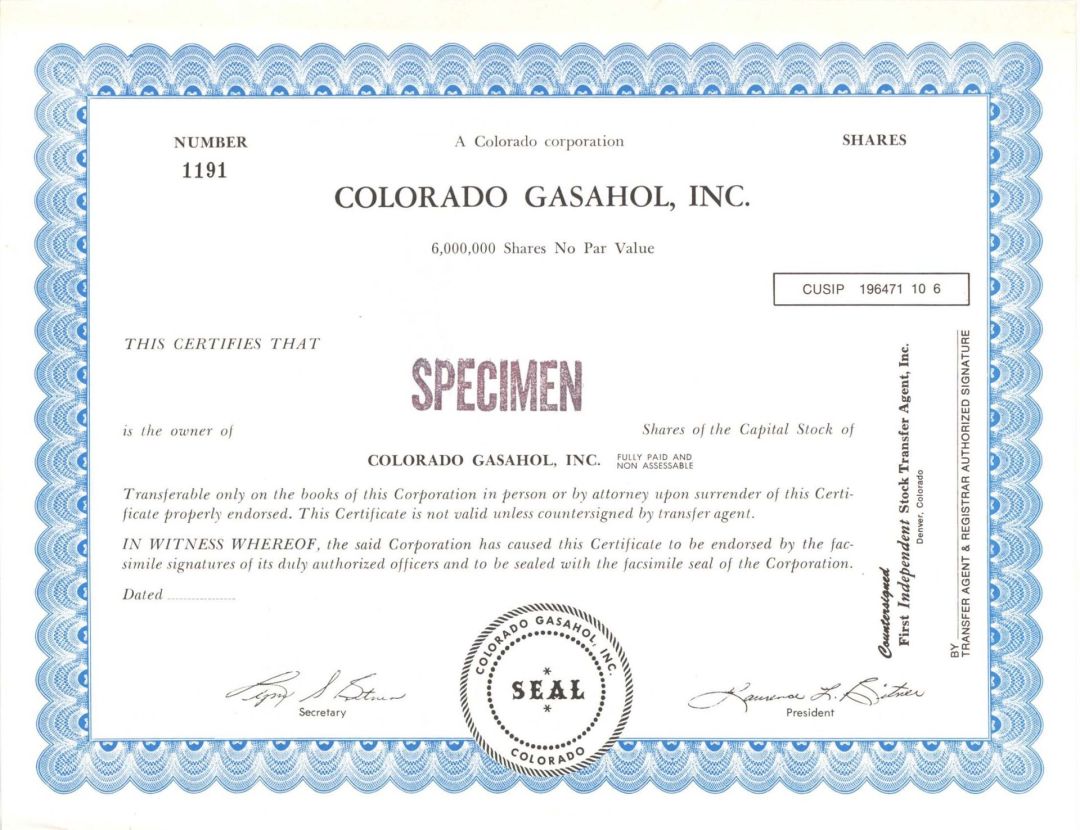 NUMBER
1191
A Colorado corporation
SHARES
COLORADO GASAHOL, INC.
6,000,000 Shares No Par Value
CUSIP 196471 10 6
THIS CERTIFIES THAT
SPECIMEN
is the owner of
Shares of the Capital Stock of
COLORADO GASAHOL, INC. FULLY PAID AND
NON ASSESSABLE
Transferable only on the books of this Corporation in person or by attorney upon surrender of this Certi-
ficate properly endorsed. This Certificate is not valid unless countersigned by transfer agent.
IN WITNESS WHEREOF, the said Corporation has caused this Certificate to be endorsed by the fac-
simile signatures of its duly authorized officers and to be sealed with the facsimile seal of the Corporation.
Dated
Countersigned
First Independent Stock Transfer Agent, Inc.
Denver, Colorado
BY
TRANSFER AGENT & REGISTRAR AUTHORIZED SIGNATURE
COLORADO GASAHOL, INC.
* SEAL *
COLORADO
Secretary
Laurence L. Bitner
President